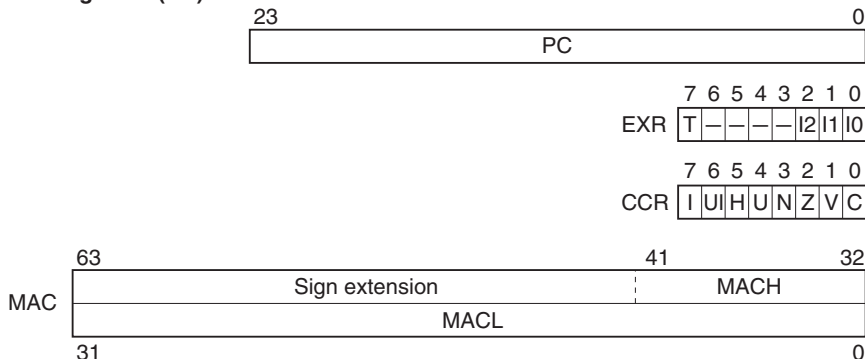 23 0
PC
7 6 5 4 3 2 1 0
EXR T — — — — I2 I1 I0
7 6 5 4 3 2 1 0
CCR I UI H U N Z V C
63 41 32
MAC
Sign extension MACH
MACL
31 0